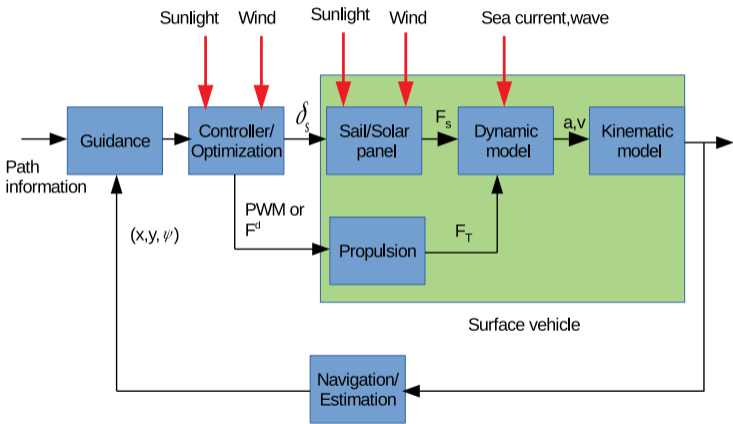 Sunlight
Wind
Sunlight
Wind
Sea current,wave
Path
information
Guidance
Controller/
Optimization
δs
Sail/Solar
panel
Fs
Dynamic
model
a,v
Kinematic
model
PWM or
Fd
Propulsion
FT
(x,y,ψ)
Surface vehicle
Navigation/
Estimation